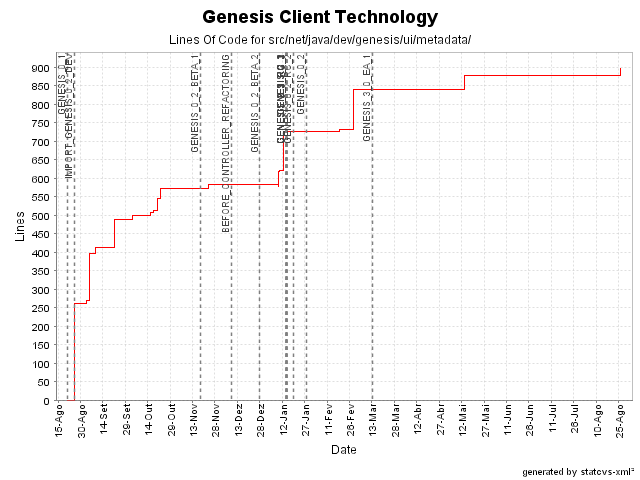 Genesis Client Technology
Lines Of Code for src/net/java/dev/genesis/ui/metadata/
Lines
900
850
800
750
700
650
600
550
500
450
400
350
300
250
200
150
100
50
0
GENESIS_0_1
IMPORT_GENESIS_0_2_DEV
GENESIS_0_2_BETA_1
BEFORE_CONTROLLER_REFACTORING
GENESIS_0_2_BETA_2
GENESIS_0_2
GENESIS_3_0_EA_1
15-Ago
30-Ago
14-Set
29-Set
14-Out
29-Out
13-Nov
28-Nov
13-Dez
28-Dez
12-Jan
27-Jan
11-Fev
26-Fev
13-Mar
28-Mar
12-Abr
27-Abr
12-Mai
27-Mai
11-Jun
26-Jun
11-Jul
26-Jul
10-Ago
25-Ago
Date
generated by statcvs-xml²